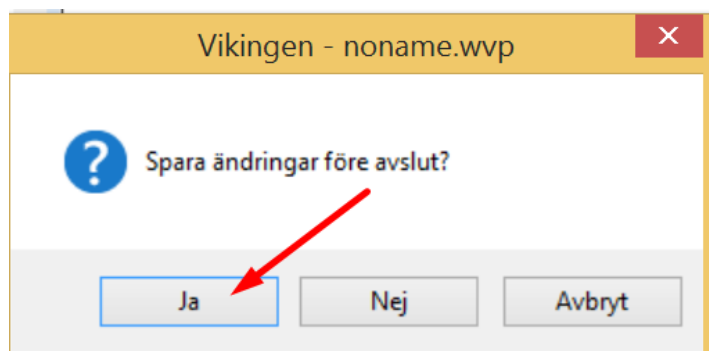 Vikingen - noname.wvp
Spara ändringar före avslut?
Ja
Nej
Avbryt